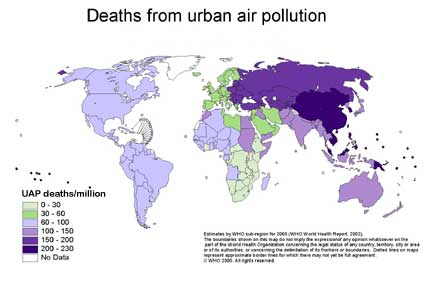 Deaths from urban air pollution
UAP deaths/million
0 - 30
30 - 60
60 - 100
100 - 150
150 - 200
200 - 230
No Data
Estimates by WHO sub-region for 2000 (WHO World Health Report, 2002).
The boundaries shown on this map do not imply the expression of any opinion whatsoever on the
part of the World Health Organization concerning the legal status of any country, territory, city or area
or of its authorities, or concerning the delimitation of its frontiers or boundaries. Dotted lines on maps
represent approximate border lines for which there may not yet be full agreement.
© WHO 2005. All rights reserved.